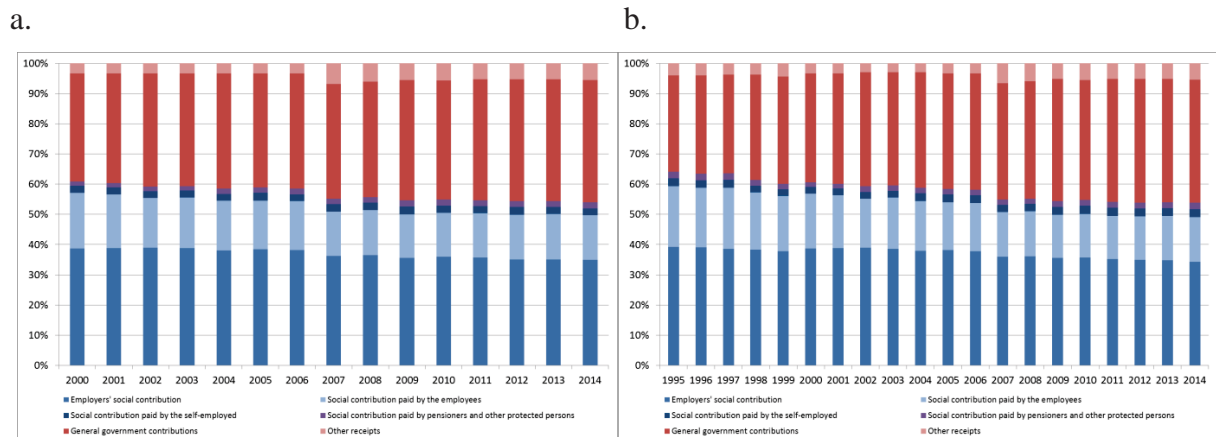 a.
b.
100%
90%
80%
70%
60%
50%
40%
30%
20%
10%
0%
2000 2001 2002 2003 2004 2005 2006 2007 2008 2009 2010 2011 2012 2013 2014
Employers' social contribution
Social contribution paid by the employees
Social contribution paid by the self-employed
Social contribution paid by pensioners and other protected persons
General government contributions
Other receipts
100%
90%
80%
70%
60%
50%
40%
30%
20%
10%
0%
1995 1996 1997 1998 1999 2000 2001 2002 2003 2004 2005 2006 2007 2008 2009 2010 2011 2012 2013 2014
Employers' social contribution
Social contribution paid by the employees
Social contribution paid by the self-employed
Social contribution paid by pensioners and other protected persons
General government contributions
Other receipts